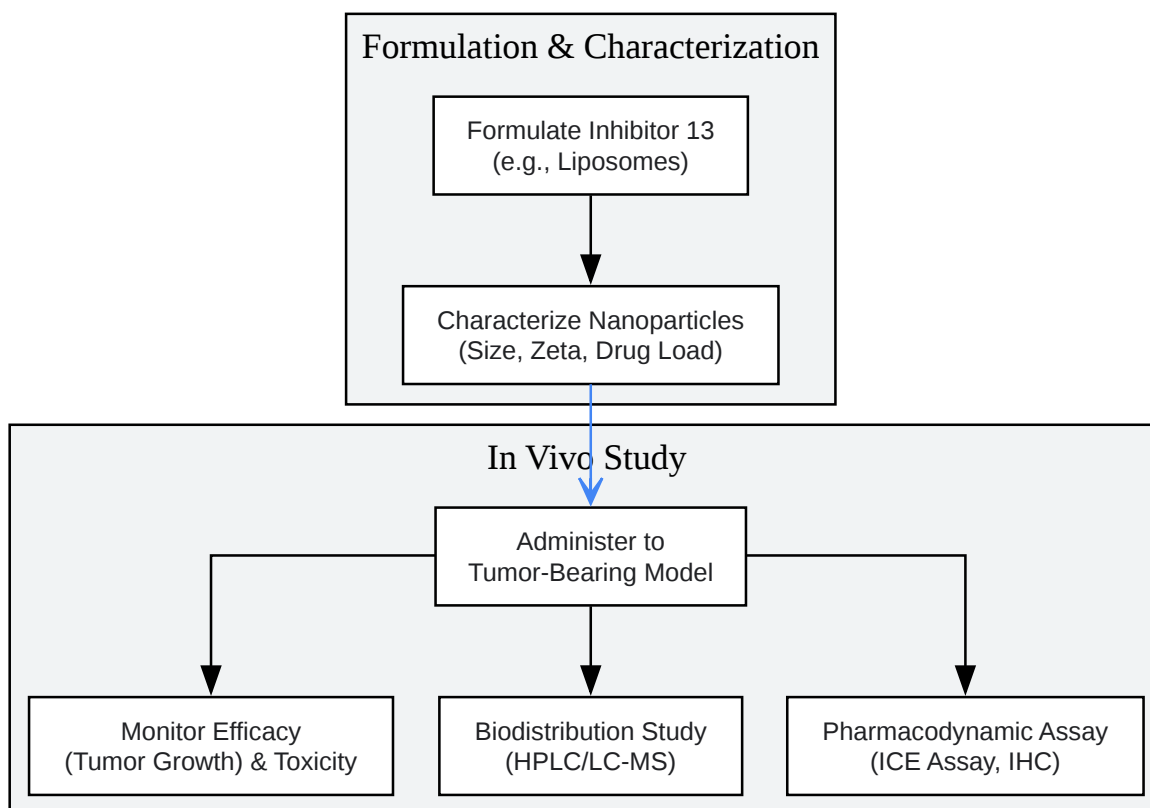 Formulation & Characterization
Formulate Inhibitor 13
(e.g., Liposomes)
Characterize Nanoparticles
(Size, Zeta, Drug Load)
In Vivo Study
Administer to
Tumor-Bearing Model
Monitor Efficacy
(Tumor Growth) & Toxicity
Biodistribution Study
(HPLC/LC-MS)
Pharmacodynamic Assay
(ICE Assay, IHC)